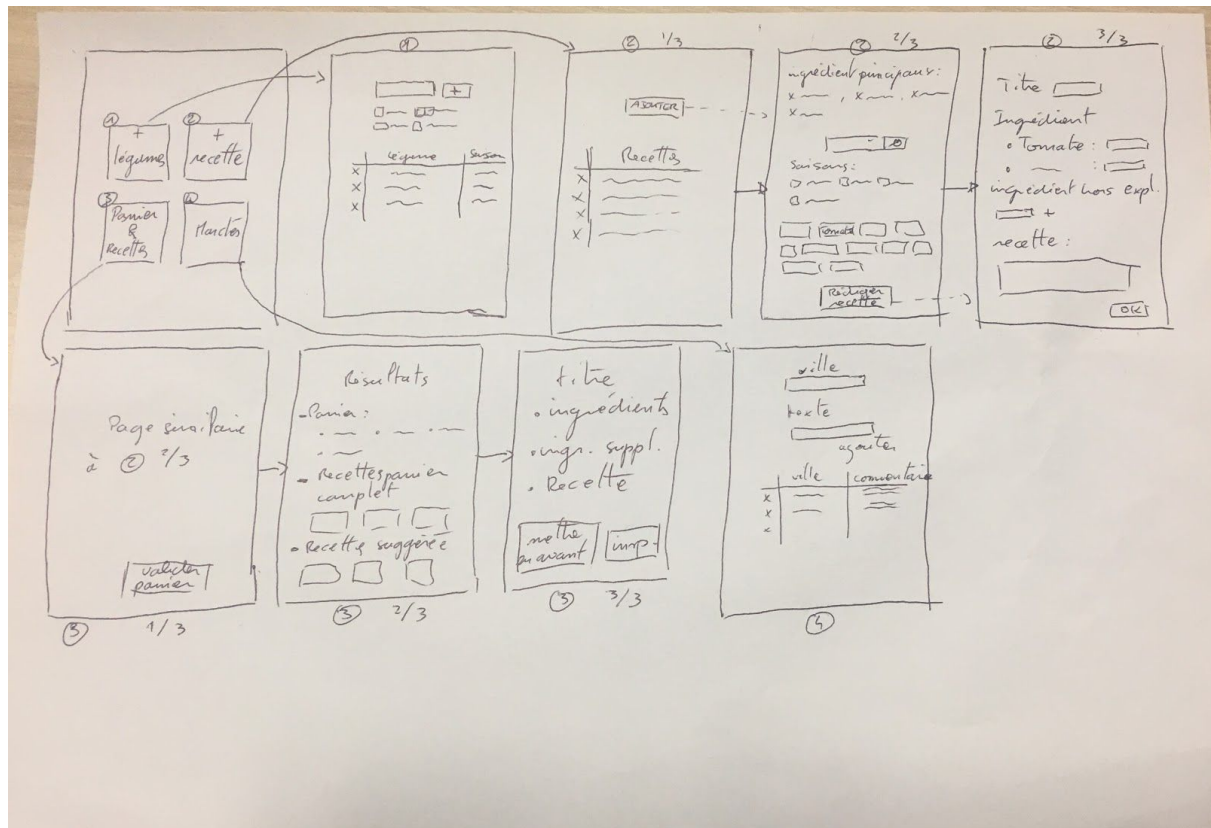 ① +
légumes
② +
recette
③
Panier
&
Recettes
④
Marchés
①
+
légume saison
x
x
x
② 1/3
AJOUTER
Recettes
x
x
x
x
② 2/3
ingrédient principaux :
x , x , x
x
Saisons :
Tomate
Rédiger
recette
② 3/3
Titre
Ingrédient
• Tomate :
• :
ingrédient hors expl.
+
recette :
OK
Page similaire
à ② 2/3
valider
panier
③ 1/3
Résultats
- Panier :
- Recettes panier
complet
• Recette suggérée
③ 2/3
titre
• ingrédients
• ingr. suppl.
• Recette
mettre
en avant
imp.
③ 3/3
ville
texte
ajouter
ville commentaire
x
x
x